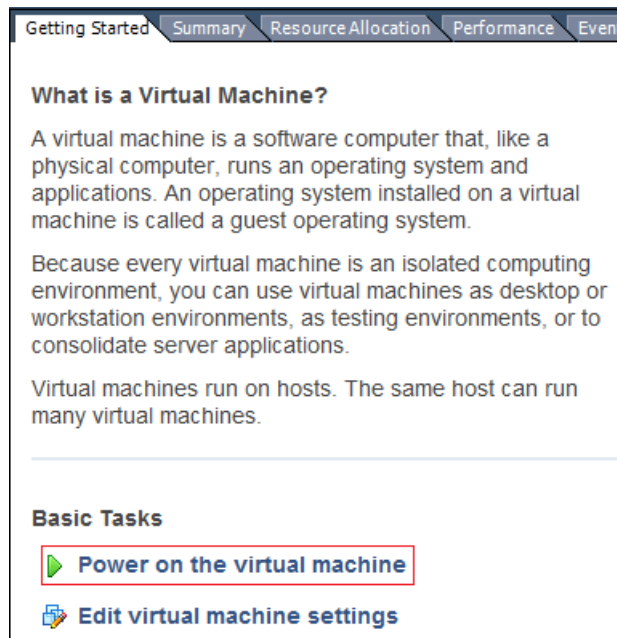 Getting Started Summary Resource Allocation Performance Even
What is a Virtual Machine?
A virtual machine is a software computer that, like a
physical computer, runs an operating system and
applications. An operating system installed on a virtual
machine is called a guest operating system.
Because every virtual machine is an isolated computing
environment, you can use virtual machines as desktop or
workstation environments, as testing environments, or to
consolidate server applications.
Virtual machines run on hosts. The same host can run
many virtual machines.
Basic Tasks
Power on the virtual machine
Edit virtual machine settings